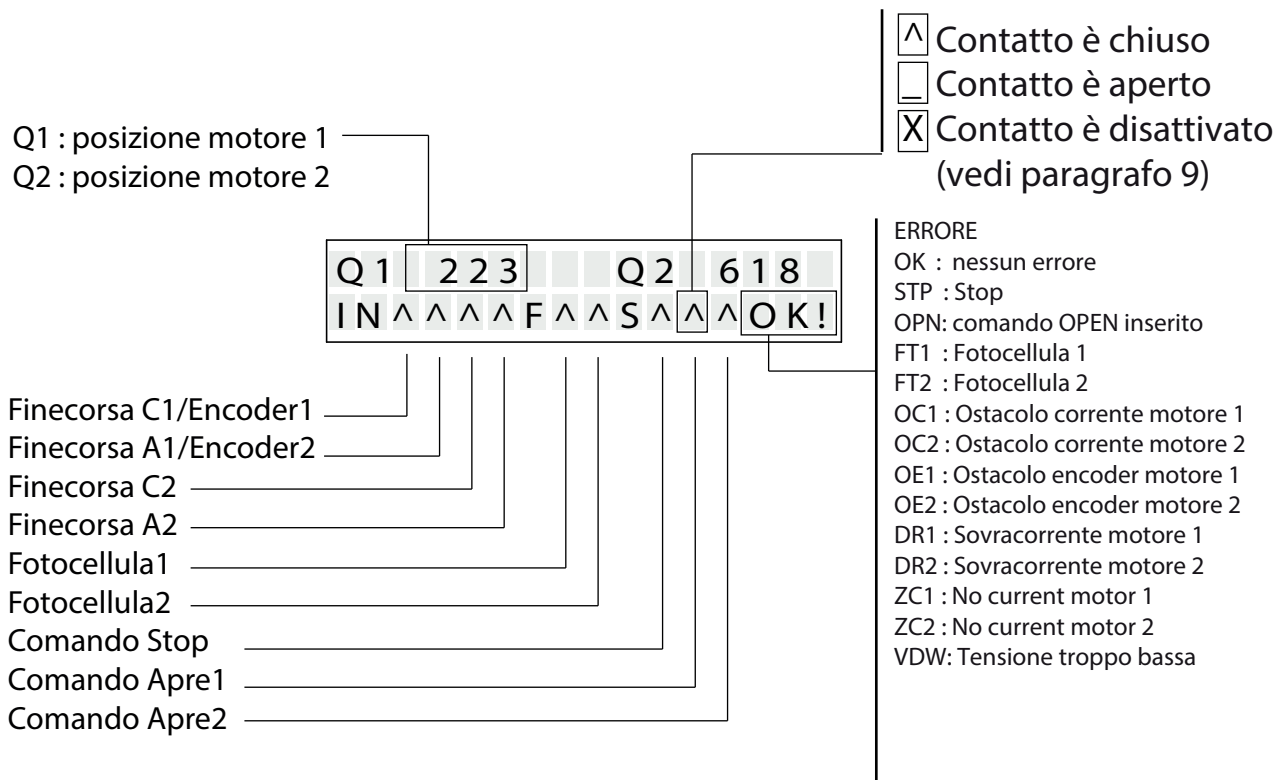 ^ Contatto è chiuso
_ Contatto è aperto
X Contatto è disattivato
(vedi paragrafo 9)
Q1 : posizione motore 1
Q2 : posizione motore 2
Q1 223 Q2 618
IN^^^^F^^S^^^OK!
ERRORE
OK : nessun errore
STP : Stop
OPN: comando OPEN inserito
FT1 : Fotocellula 1
FT2 : Fotocellula 2
OC1 : Ostacolo corrente motore 1
OC2 : Ostacolo corrente motore 2
OE1 : Ostacolo encoder motore 1
OE2 : Ostacolo encoder motore 2
DR1 : Sovracorrente motore 1
DR2 : Sovracorrente motore 2
ZC1 : No current motor 1
ZC2 : No current motor 2
VDW: Tensione troppo bassa
Finecorsa C1/Encoder1
Finecorsa A1/Encoder2
Finecorsa C2
Finecorsa A2
Fotocellula1
Fotocellula2
Comando Stop
Comando Apre1
Comando Apre2